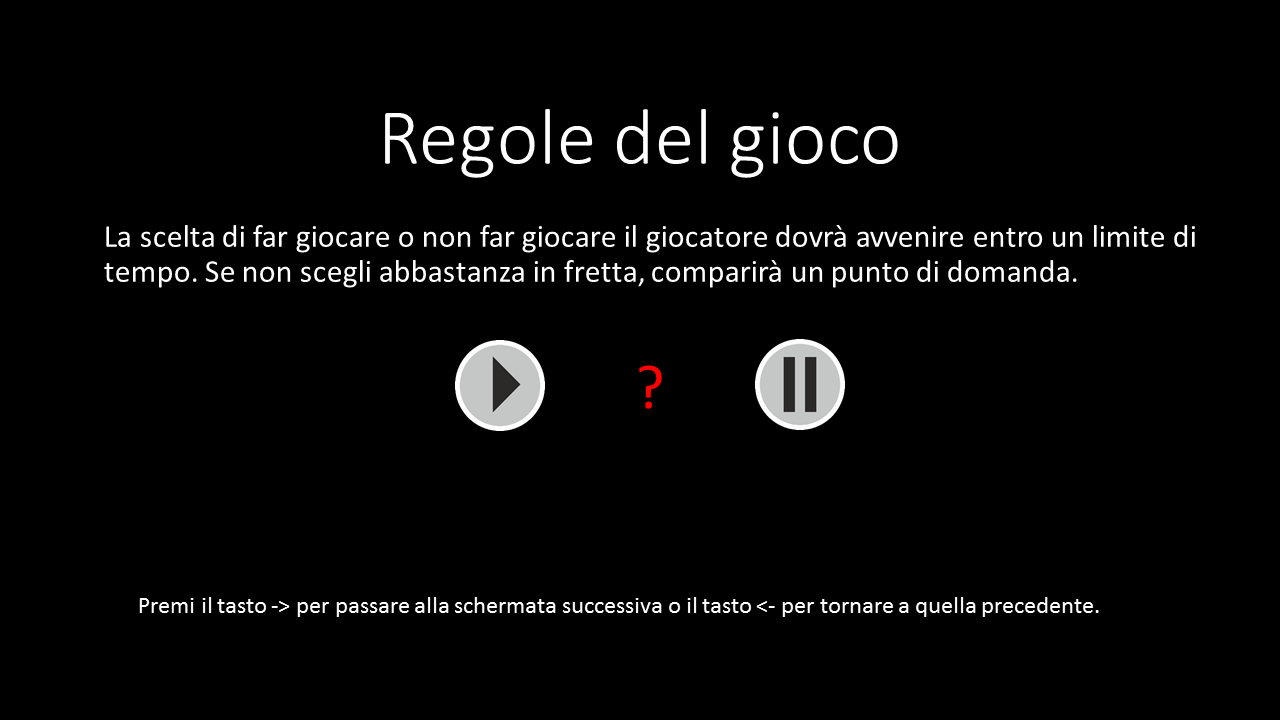 Regole del gioco
La scelta di far giocare o non far giocare il giocatore dovrà avvenire entro un limite di
tempo. Se non scegli abbastanza in fretta, comparirà un punto di domanda.
?
Premi il tasto -> per passare alla schermata successiva o il tasto <- per tornare a quella precedente.